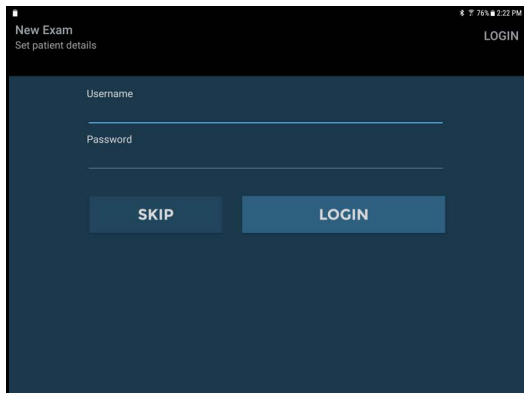 76% 2:22 PM
New Exam
LOGIN
Set patient details
Username
Password
SKIP
LOGIN